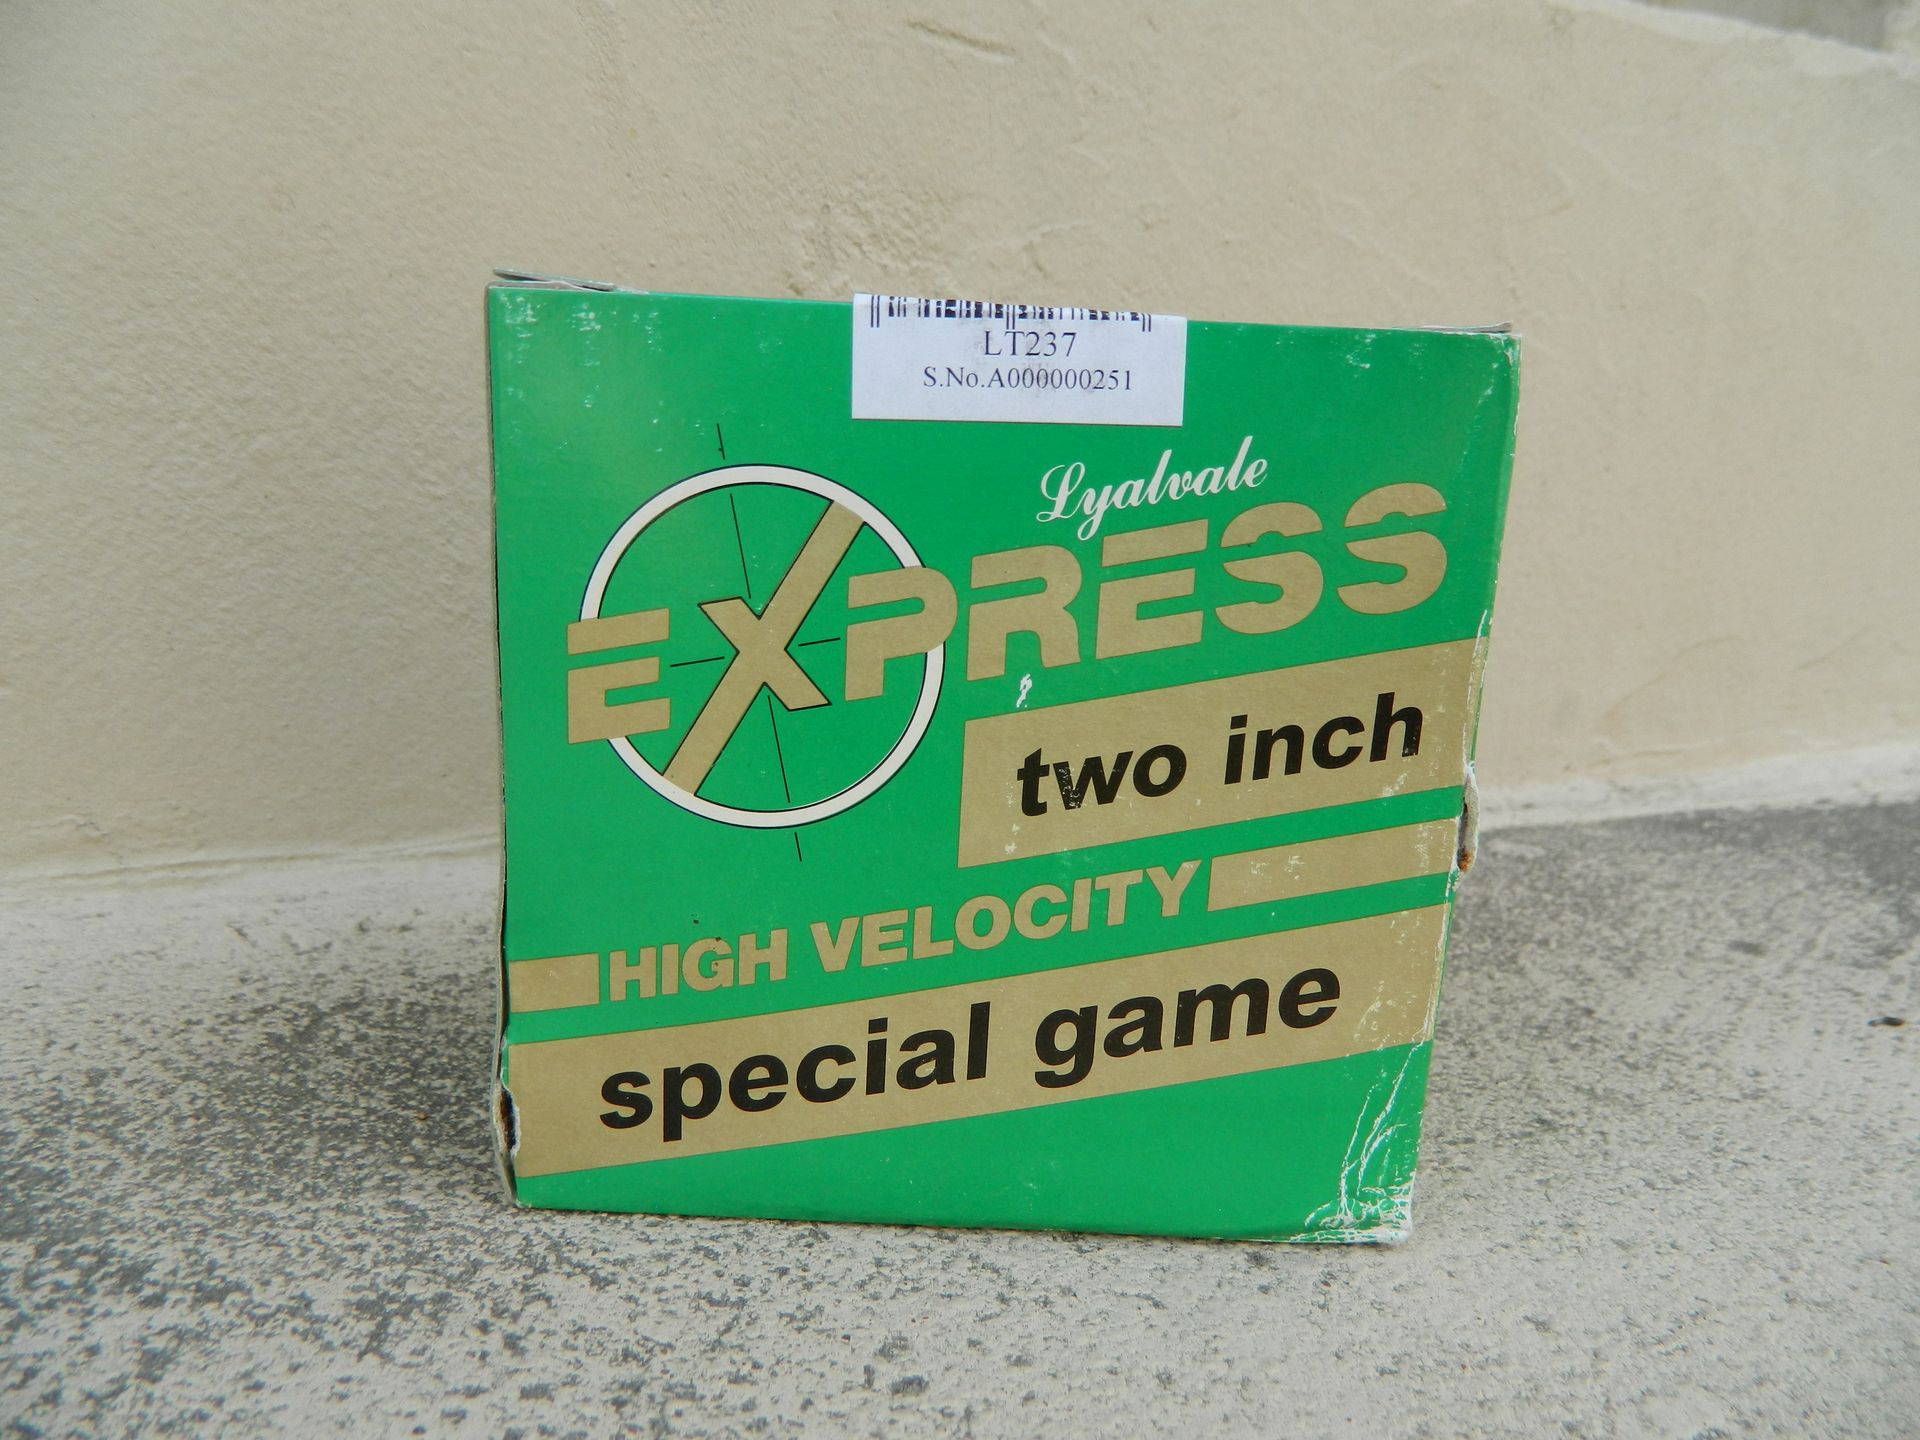 LT237
S.No.A000000251
Lyalvale
EXPRESS
two inch
HIGH VELOCITY
special game